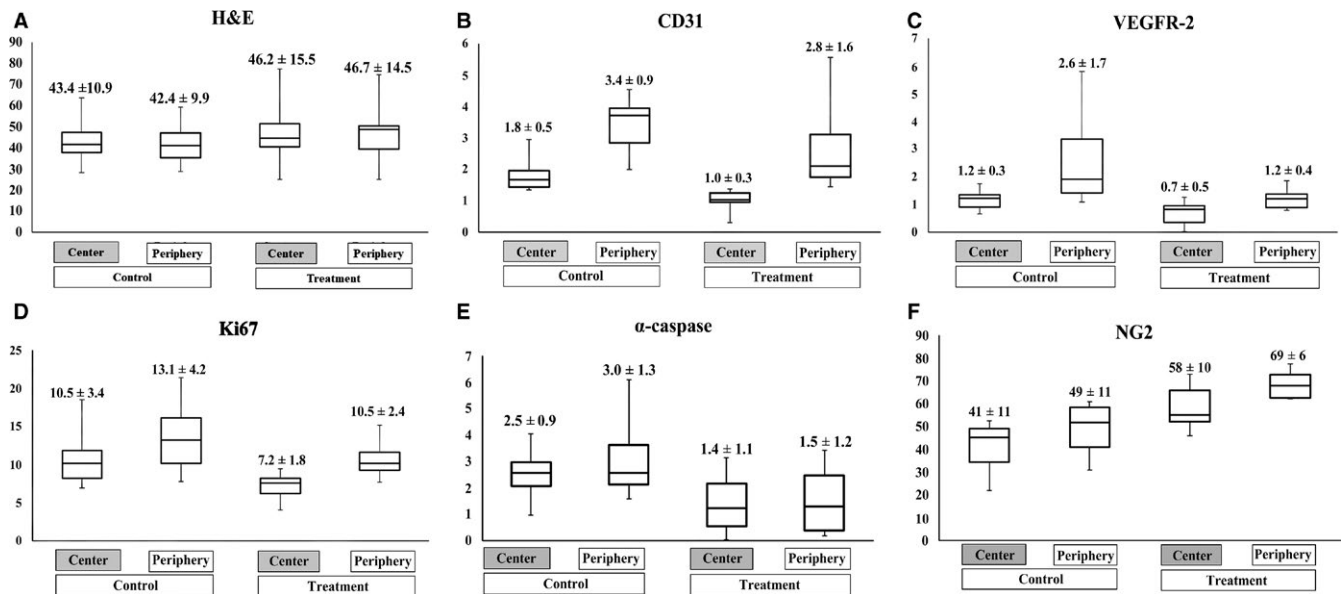 A
H&E
90
80
70
60
50
40
30
20
10
0
43.4 ±10.9
42.4 ± 9.9
46.2 ± 15.5
46.7 ± 14.5
Center
Periphery
Center
Periphery
Control
Treatment
B
CD31
6
5
4
3
2
1
0
1.8 ± 0.5
3.4 ± 0.9
1.0 ± 0.3
2.8 ± 1.6
Center
Periphery
Center
Periphery
Control
Treatment
C
VEGFR-2
7
6
5
4
3
2
1
0
1.2 ± 0.3
2.6 ± 1.7
0.7 ± 0.5
1.2 ± 0.4
Center
Periphery
Center
Periphery
Control
Treatment
D
Ki67
25
20
15
10
5
0
10.5 ± 3.4
13.1 ± 4.2
7.2 ± 1.8
10.5 ± 2.4
Center
Periphery
Center
Periphery
Control
Treatment
E
α-caspase
7
6
5
4
3
2
1
0
2.5 ± 0.9
3.0 ± 1.3
1.4 ± 1.1
1.5 ± 1.2
Center
Periphery
Center
Periphery
Control
Treatment
F
NG2
90
80
70
60
50
40
30
20
10
0
41 ± 11
49 ± 11
58 ± 10
69 ± 6
Center
Periphery
Center
Periphery
Control
Treatment